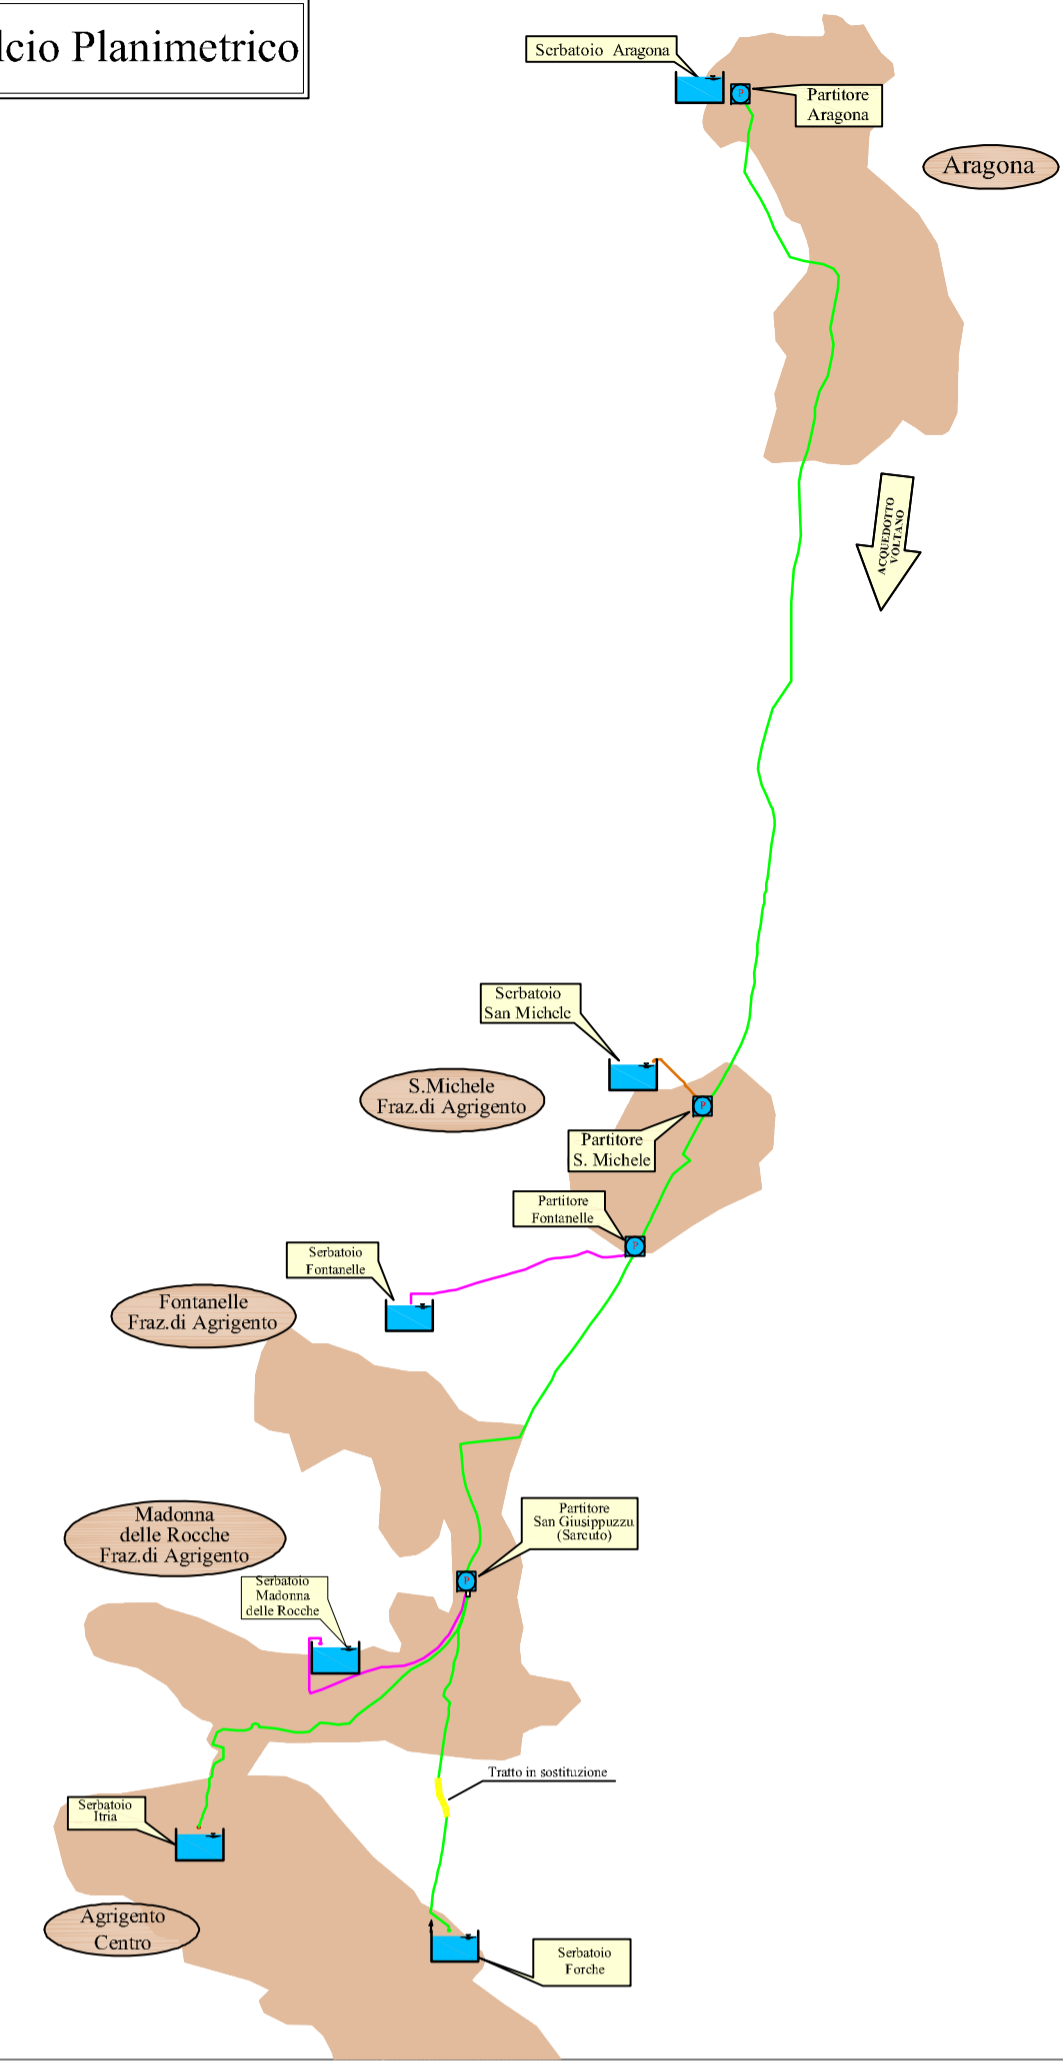 lcio Planimetrico
Serbatoio Aragona
Partitore
Aragona
P
Aragona
ACQUEDOTTO
VOLTANO
Serbatoio
San Michele
S.Michele
Fraz.di Agrigento
P
Partitore
S. Michele
Partitore
Fontanelle
P
Serbatoio
Fontanelle
Fontanelle
Fraz.di Agrigento
Partitore
San Giusippuzzu
(Sarcuto)
Madonna
delle Rocche
Fraz.di Agrigento
P
Serbatoio
Madonna
delle Rocche
Tratto in sostituzione
Serbatoio
Itria
Agrigento
Centro
Serbatoio
Forche